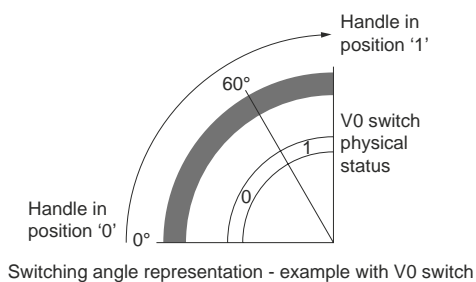 Handle in
position ‘1’
60°
V0 switch
physical
status
1
0
Handle in
position ‘0’
0°
Switching angle representation - example with V0 switch